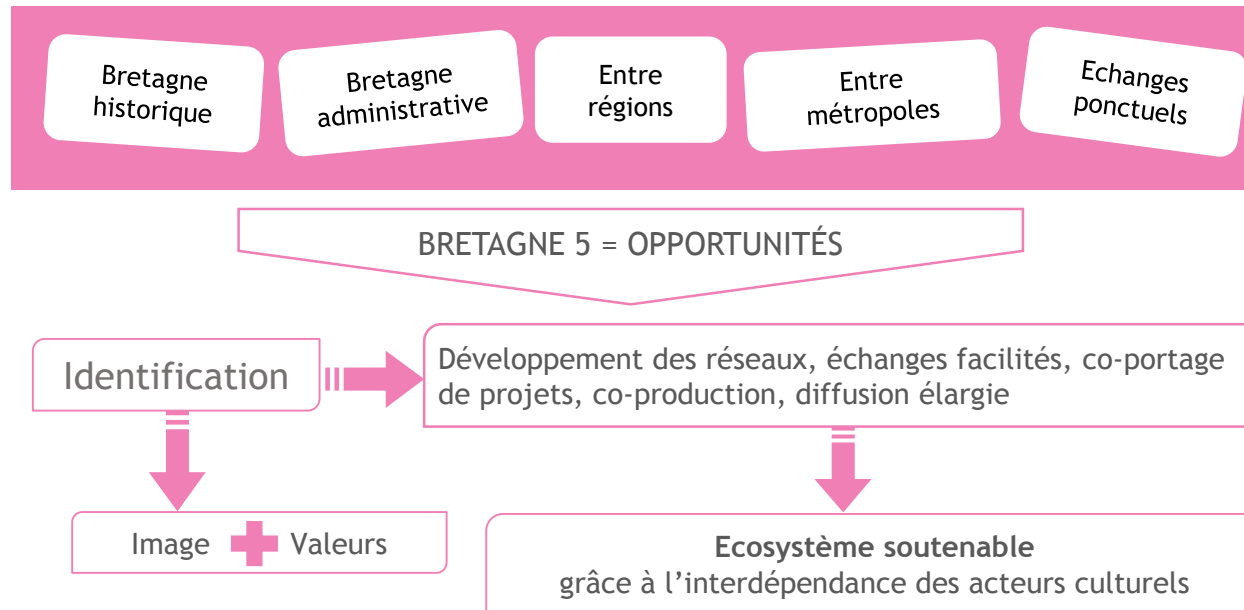 Bretagne
historique
Bretagne
administrative
Entre
régions
Entre
métropoles
Echanges
ponctuels
BRETAGNE 5 = OPPORTUNITÉS
Identification
Développement des réseaux, échanges facilités, co-portage
de projets, co-production, diffusion élargie
Image
Valeurs
Ecosystème soutenable
grâce à l’interdépendance des acteurs culturels